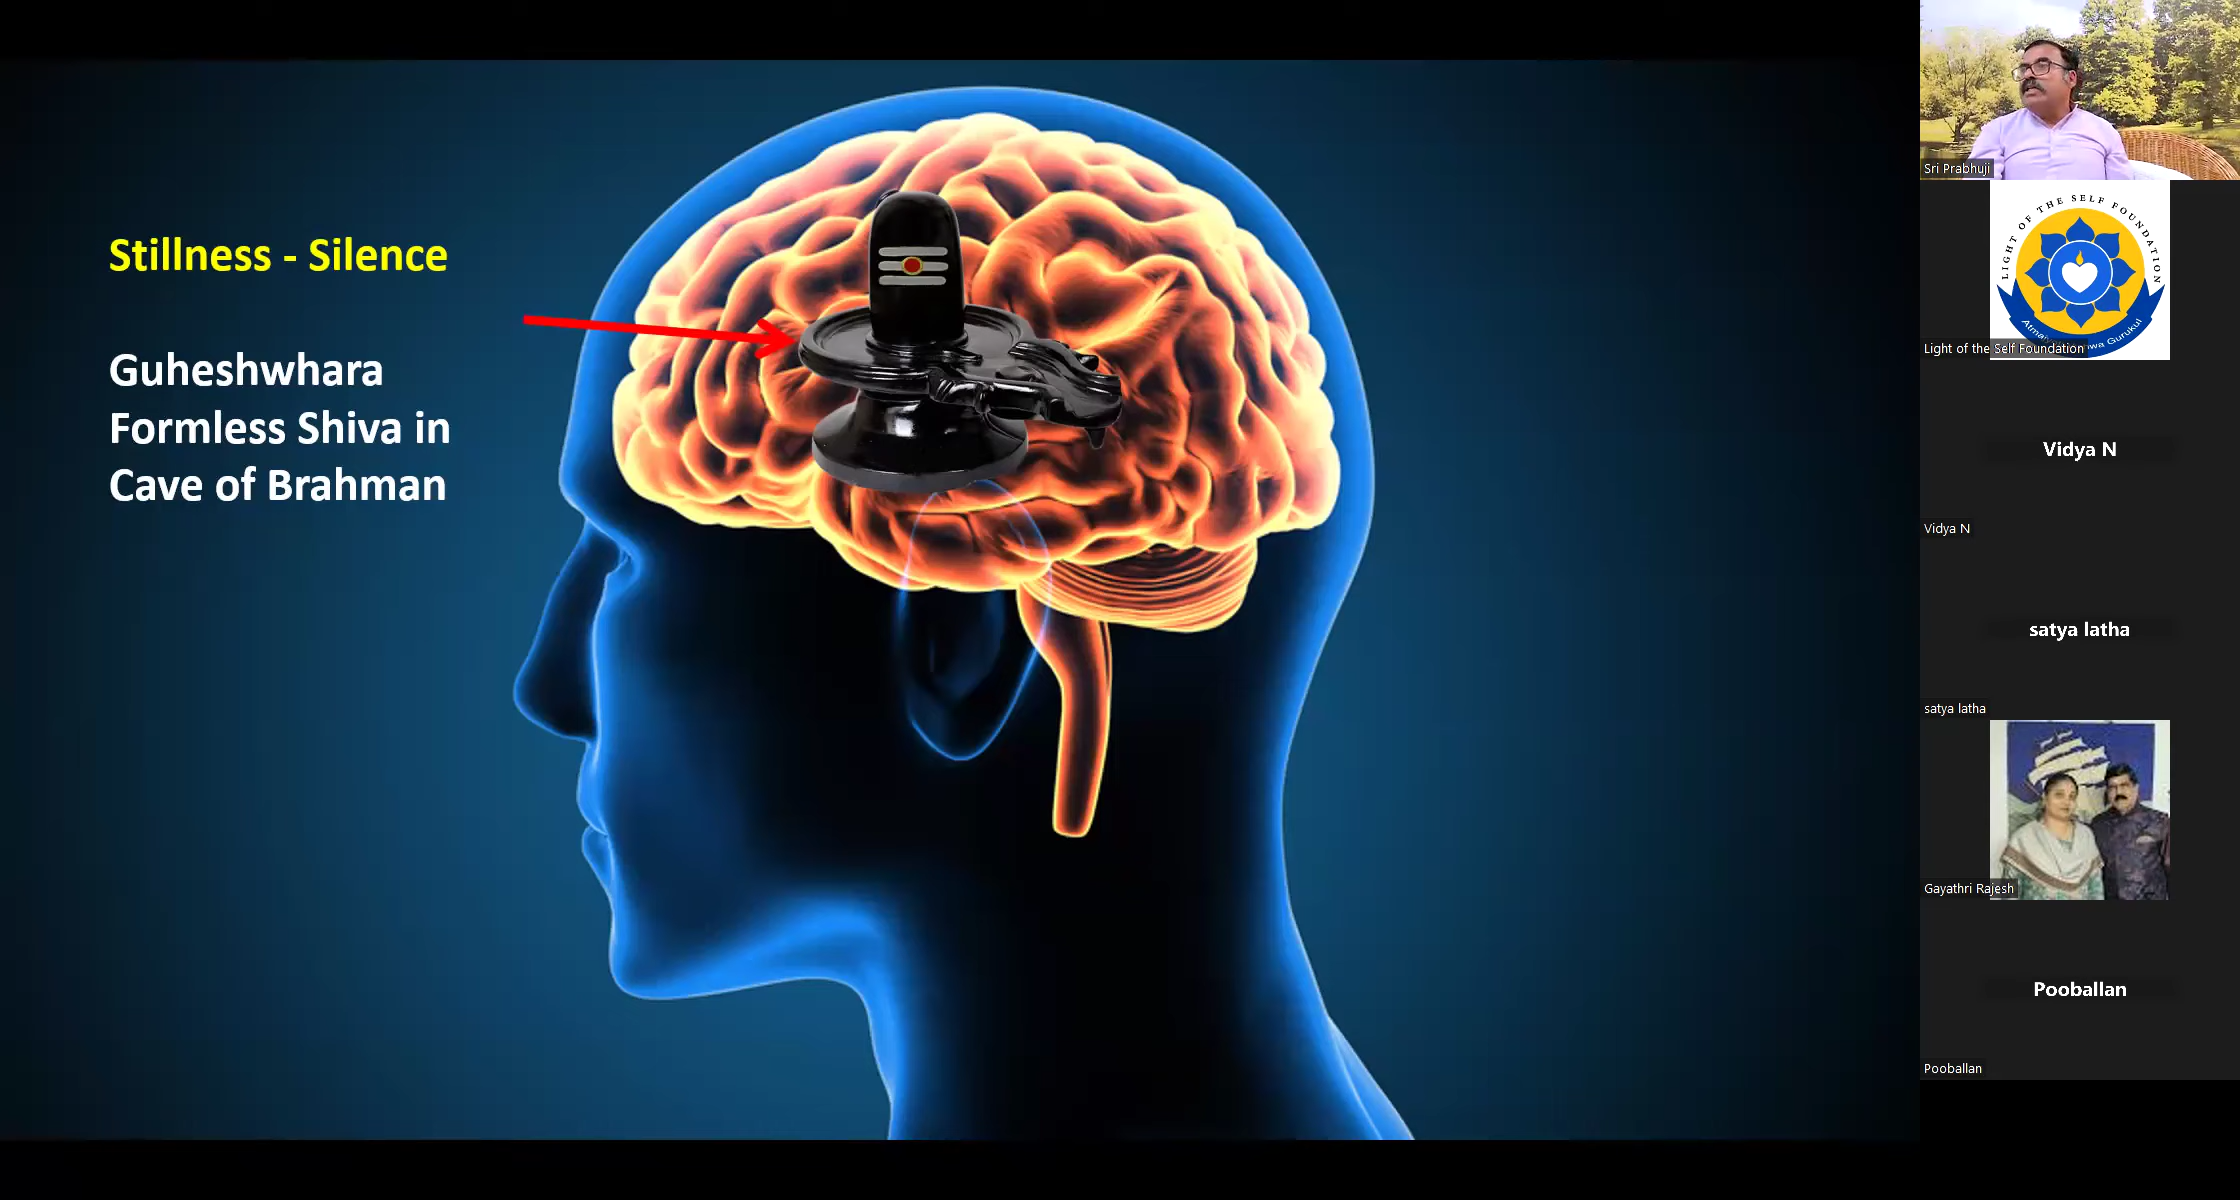 Stillness - Silence
Guheshwhara
Formless Shiva in
Cave of Brahman
Sri Prabhuji
LIGHT OF THE SELF FOUNDATION
Gurukul
Light of the Self Foundation
Vidya N
Vidya N
satya latha
satya latha
Gayathri Rajesh
Pooballan
Pooballan